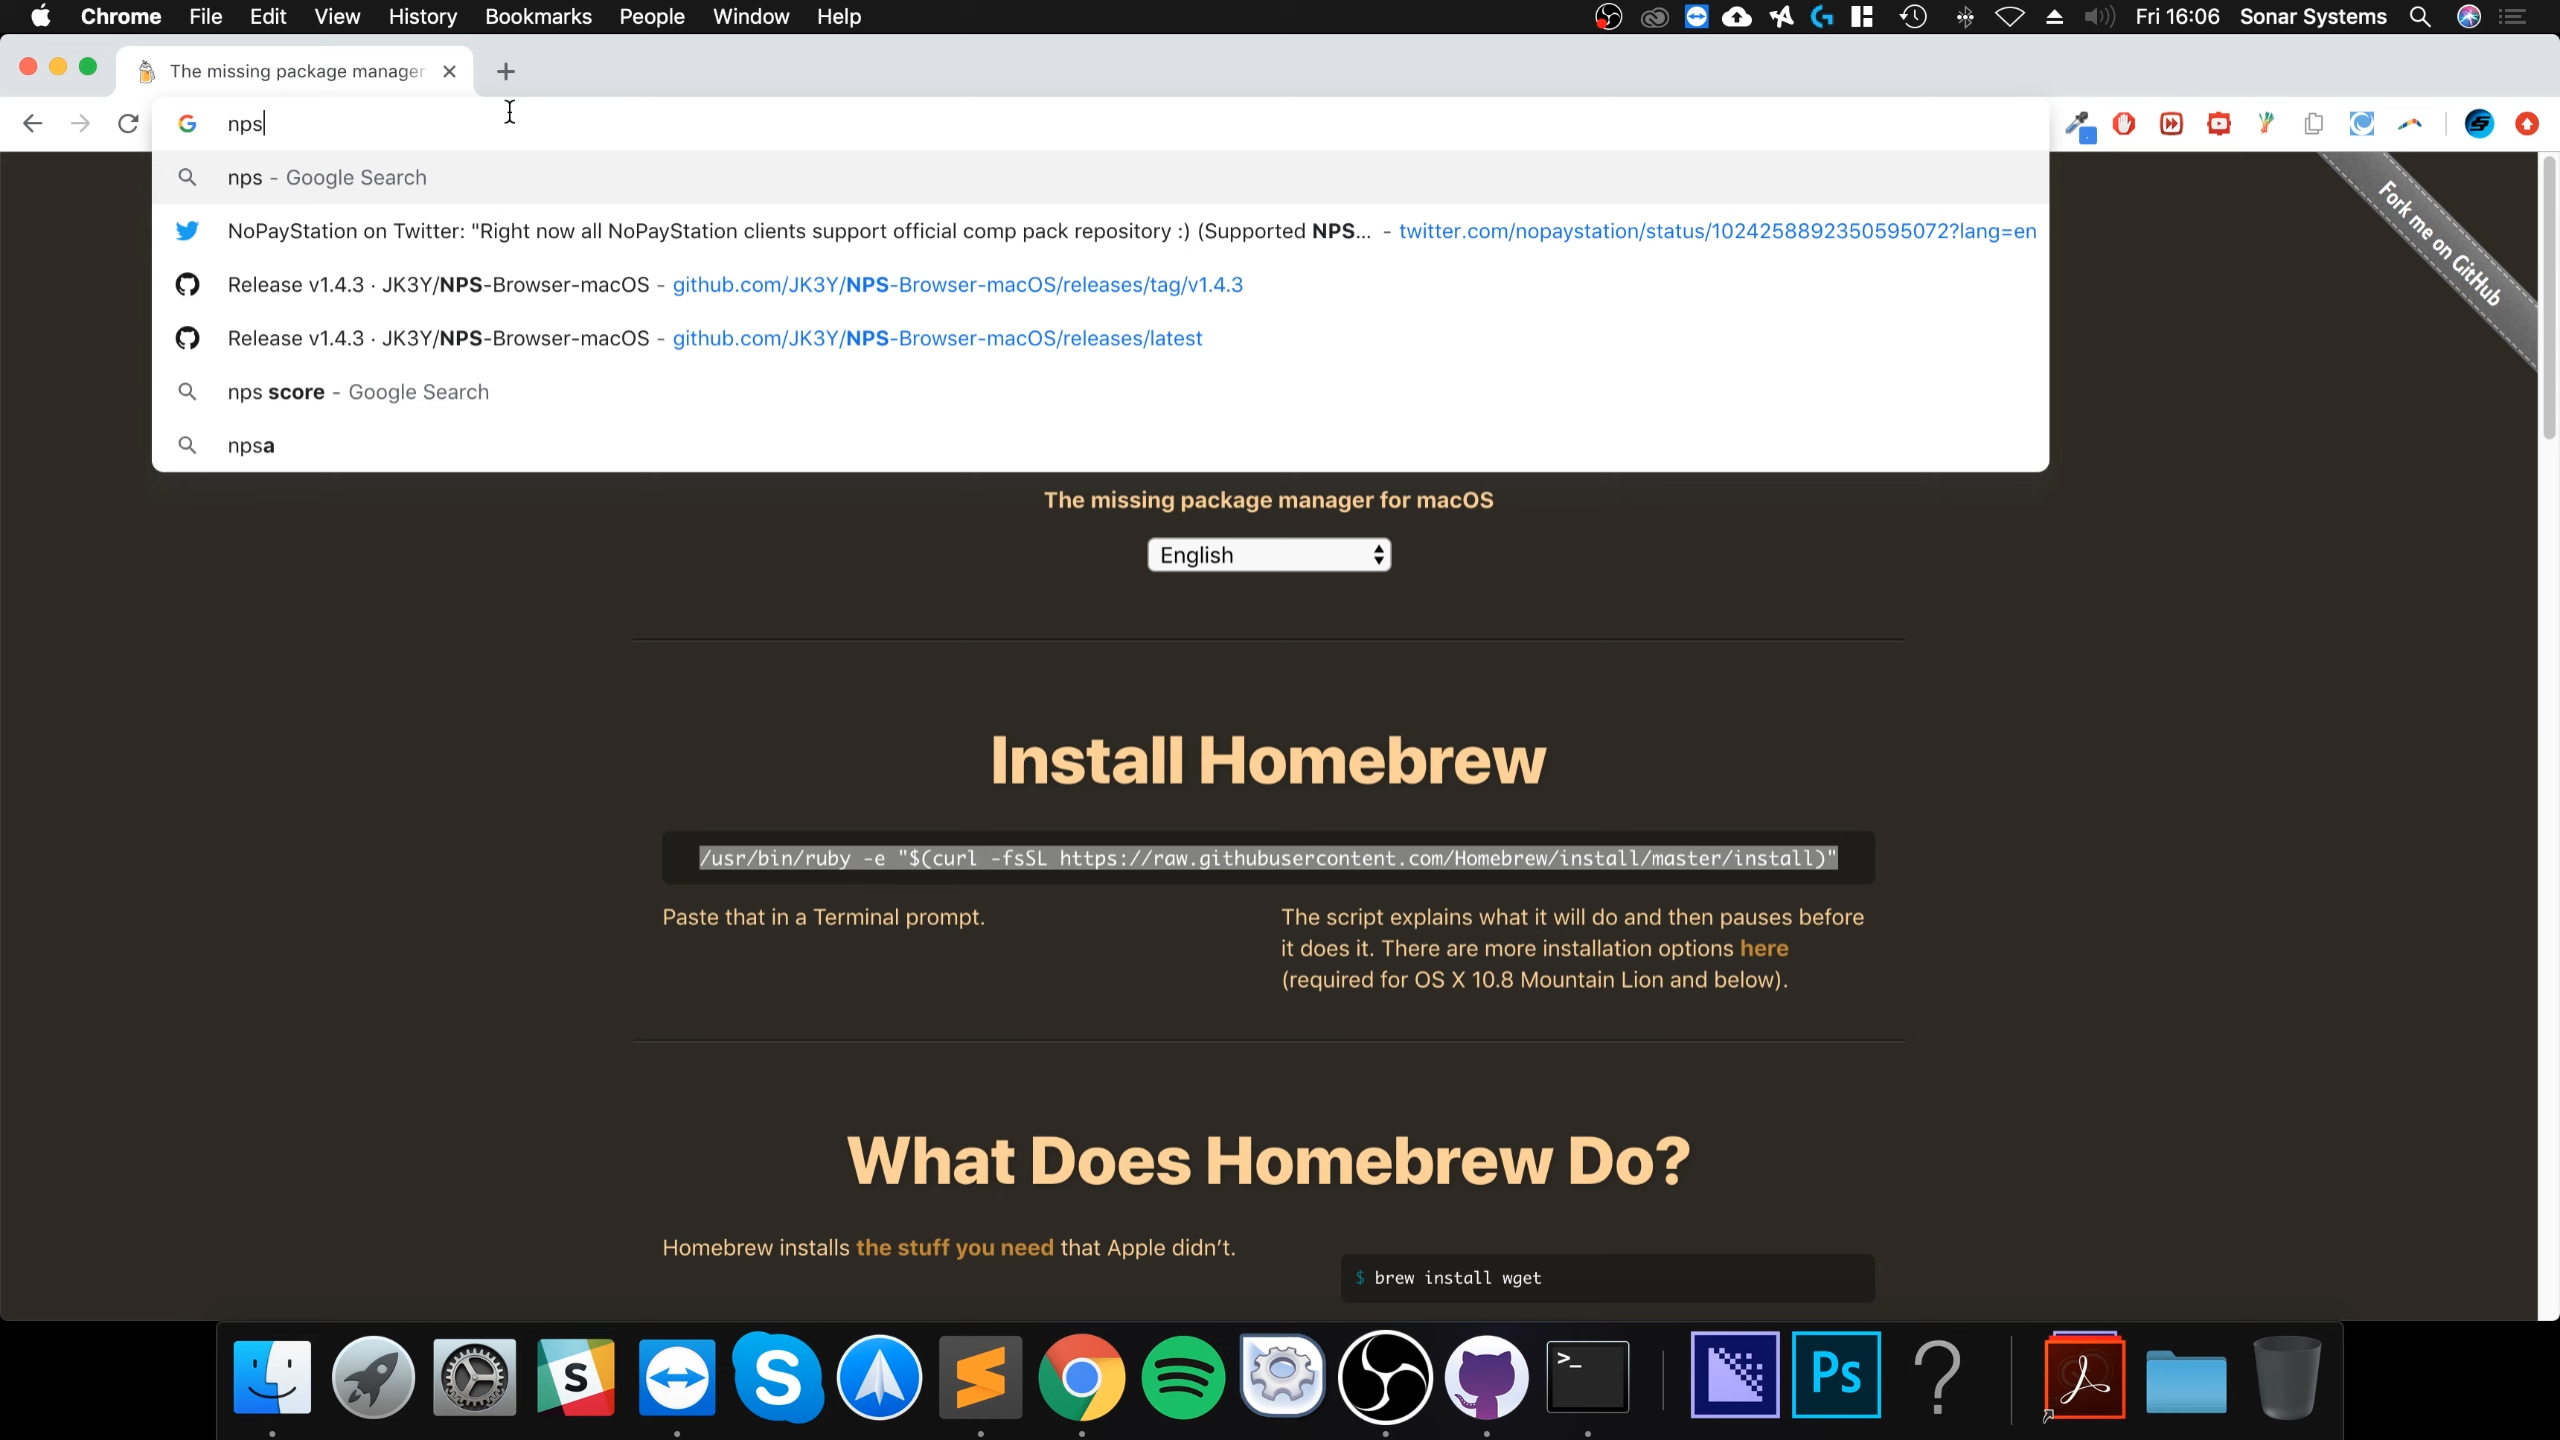 Chrome File Edit View History Bookmarks People Window Help Fri 16:06 Sonar Systems
The missing package manager
nps
nps - Google Search
NoPayStation on Twitter: "Right now all NoPayStation clients support official comp pack repository :) (Supported NPS... - twitter.com/nopaystation/status/1024258892350595072?lang=en
Release v1.4.3 · JK3Y/NPS-Browser-macOS - github.com/JK3Y/NPS-Browser-macOS/releases/tag/v1.4.3
Release v1.4.3 · JK3Y/NPS-Browser-macOS - github.com/JK3Y/NPS-Browser-macOS/releases/latest
nps score - Google Search
npsa
Fork me on GitHub
The missing package manager for macOS
English
Install Homebrew
/usr/bin/ruby -e "$(curl -fsSL https://raw.githubusercontent.com/Homebrew/install/master/install)"
Paste that in a Terminal prompt.
The script explains what it will do and then pauses before
it does it. There are more installation options here
(required for OS X 10.8 Mountain Lion and below).
What Does Homebrew Do?
Homebrew installs the stuff you need that Apple didn't.
$ brew install wget
S
S
>_
Ps
?